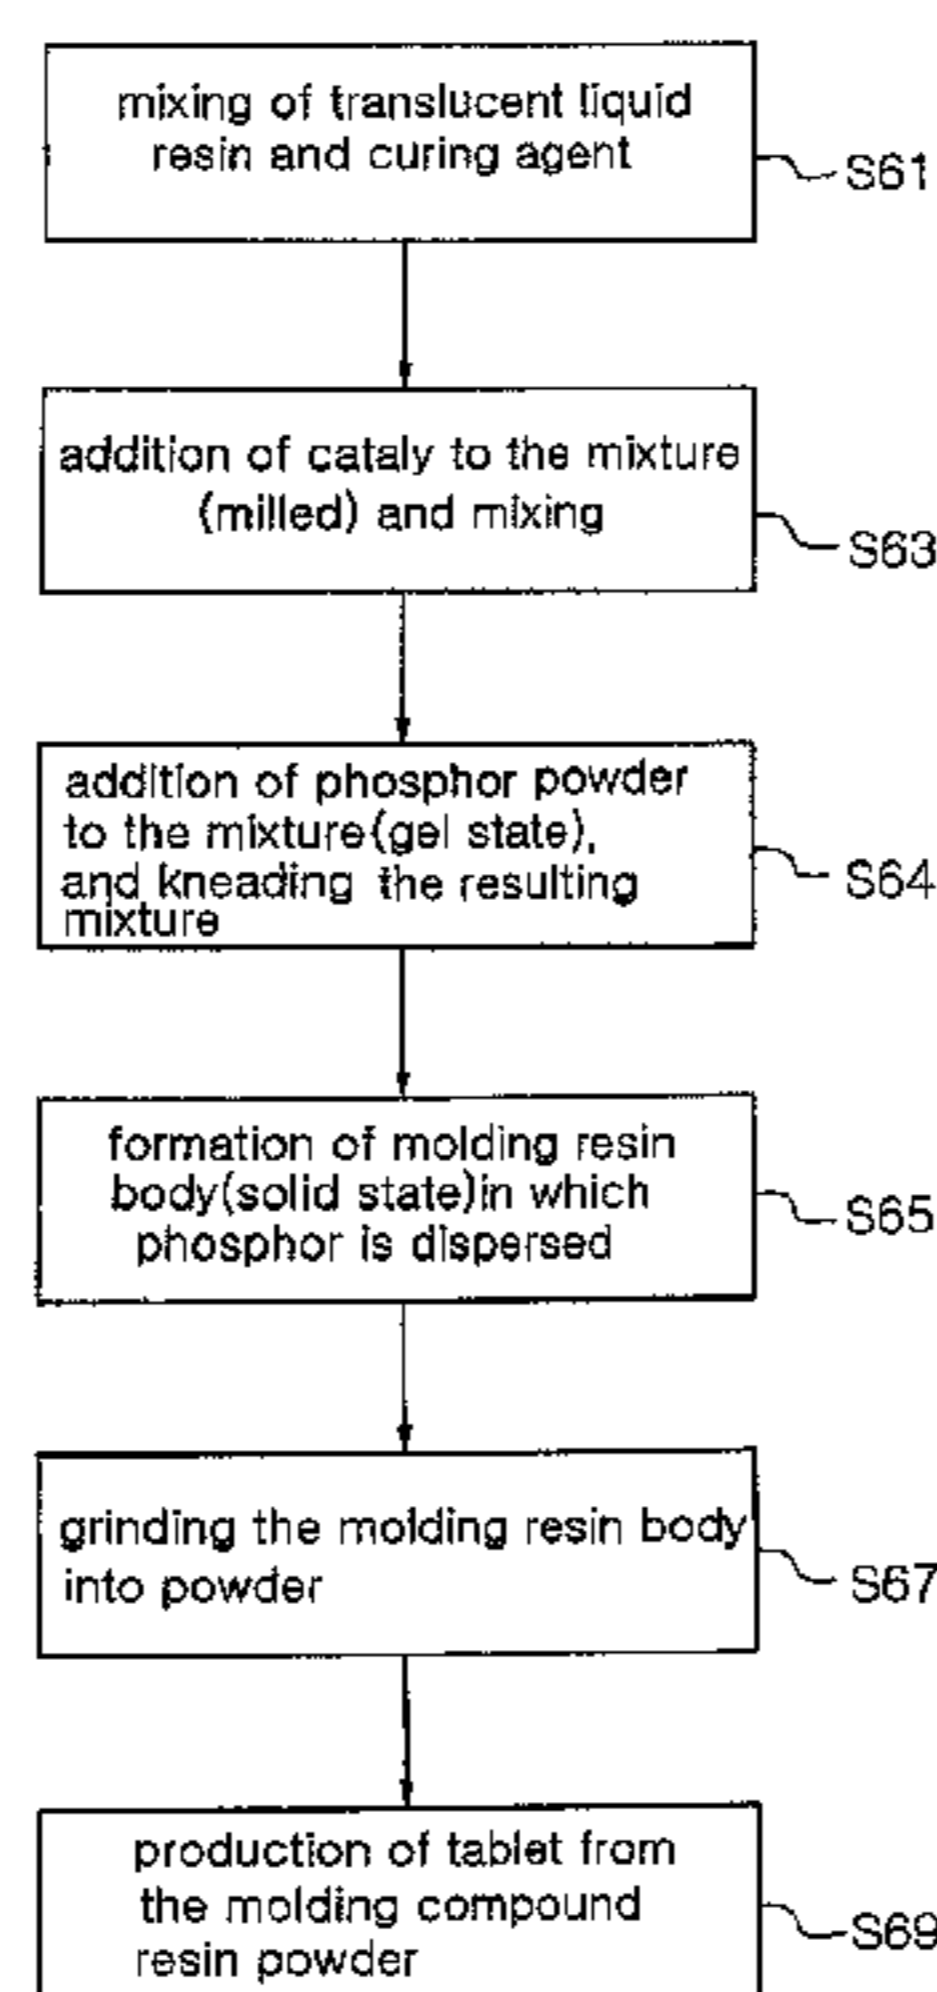 mixing of translucent liquid
resin and curing agent
S61
addition of cataly to the mixture
(milled) and mixing
S63
addition of phosphor powder
to the mixture(gel state),
and kneading the resulting
mixture
S64
formation of molding resin
body(solid state)in which
phosphor is dispersed
S65
grinding the molding resin body
into powder
S67
production of tablet from
the molding compound
resin powder
S69